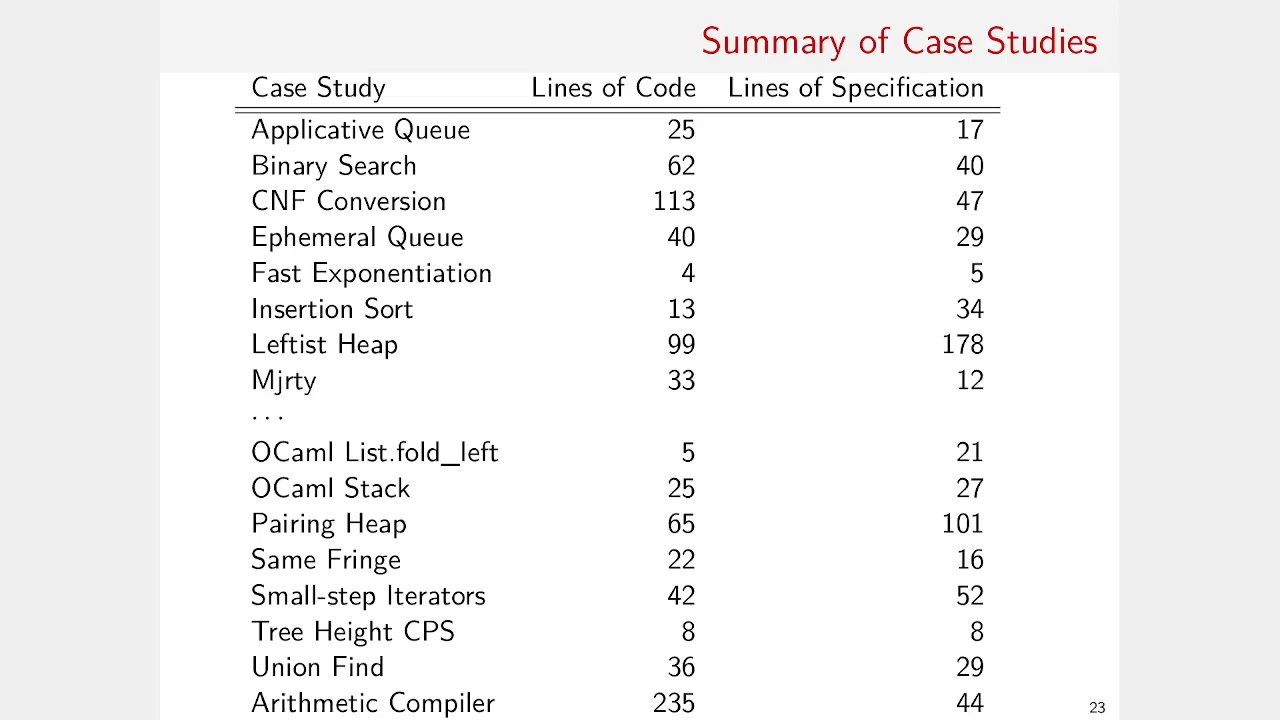 Summary of Case Studies
Case Study Lines of Code Lines of Specification
Applicative Queue 25 17
Binary Search 62 40
CNF Conversion 113 47
Ephemeral Queue 40 29
Fast Exponentiation 4 5
Insertion Sort 13 34
Leftist Heap 99 178
Mjrty 33 12
...
OCaml List.fold_left 5 21
OCaml Stack 25 27
Pairing Heap 65 101
Same Fringe 22 16
Small-step Iterators 42 52
Tree Height CPS 8 8
Union Find 36 29
Arithmetic Compiler 235 44
23